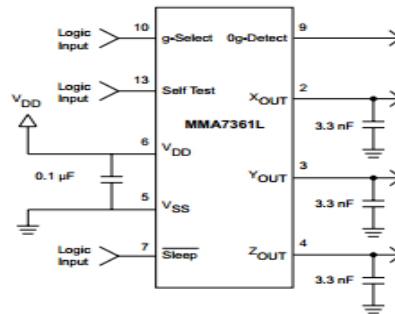 Logic
Input
10
g-Select
0g-Detect
9
Logic
Input
13
Self Test
XOUT
2
3.3 nF
VDD
MMA7361L
6
VDD
0.1 µF
YOUT
3
3.3 nF
5
VSS
Logic
Input
7
Sleep
ZOUT
4
3.3 nF